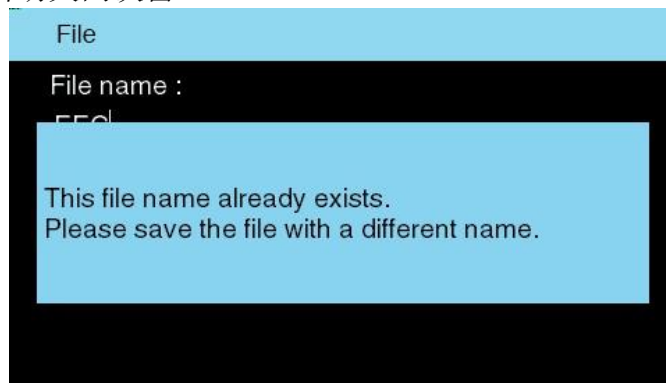 File
File name :
This file name already exists.
Please save the file with a different name.